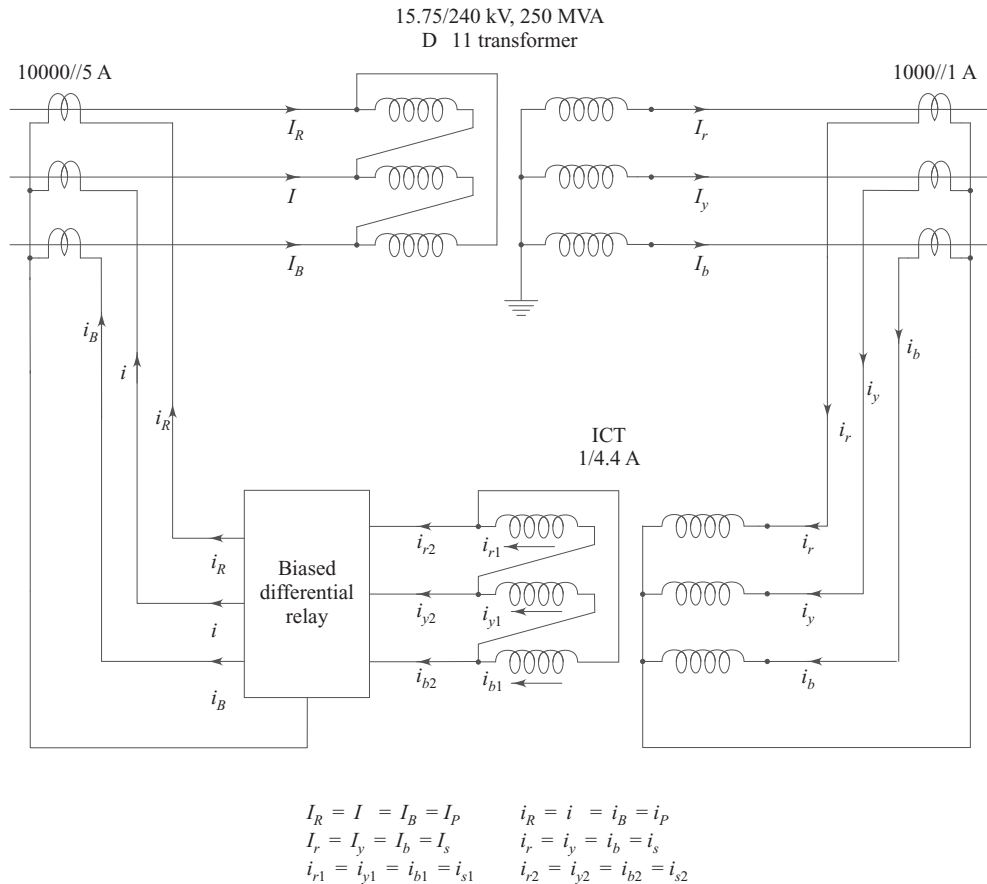 15.75/240 kV, 250 MVA
D 11 transformer
10000//5 A
1000//1 A
I_R
I_r
I
I_y
I_B
I_b
i_B
i_b
i
i_y
i_R
i_r
ICT
1/4.4 A
i_r2
i_r1
i_r
i_R
Biased
differential
relay
i_y2
i_y1
i_y
i
i_b2
i_b1
i_b
i_B
I_R = I = I_B = I_P
i_R = i = i_B = i_P
I_r = I_y = I_b = I_s
i_r = i_y = i_b = i_s
i_r1 = i_y1 = i_b1 = i_s1
i_r2 = i_y2 = i_b2 = i_s2